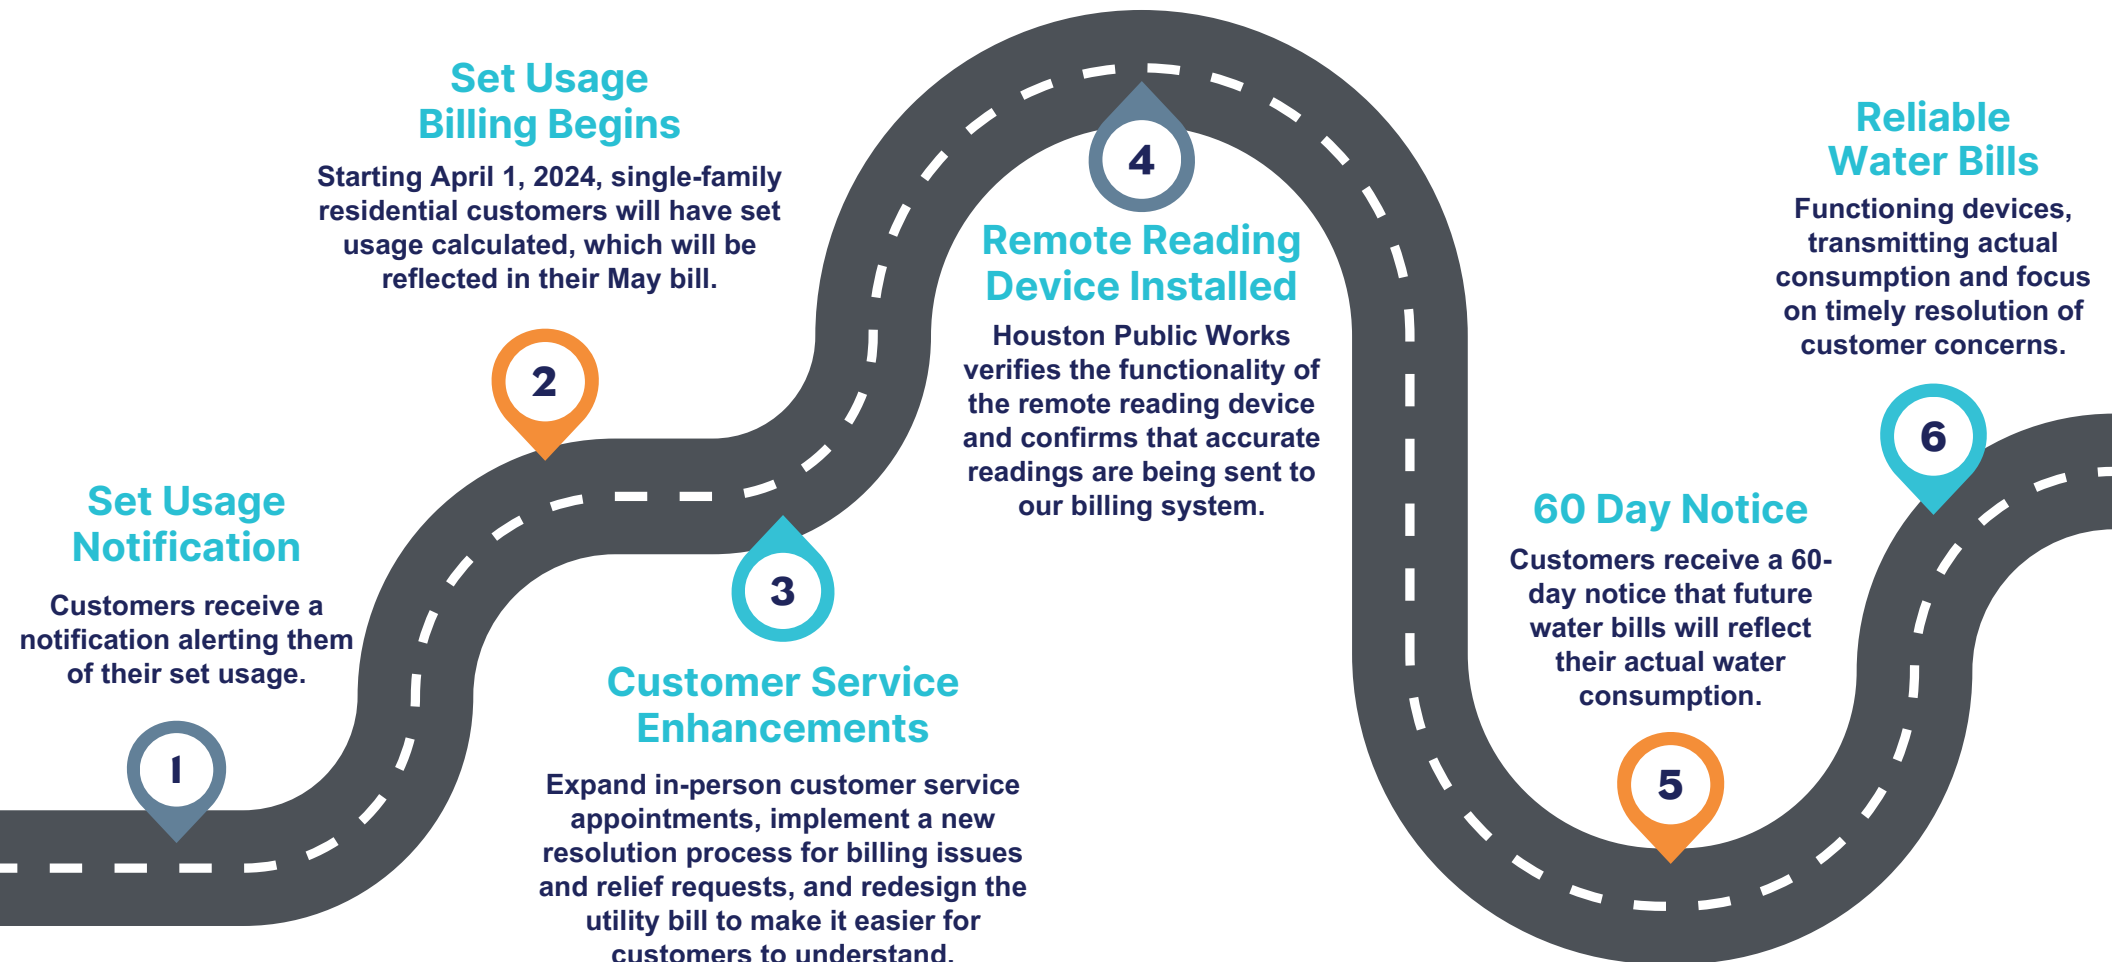 Set Usage
Notification
Customers receive a
notification alerting them
of their set usage.
1
Set Usage
Billing Begins
Starting April 1, 2024, single-family
residential customers will have set
usage calculated, which will be
reflected in their May bill.
2
3
Customer Service
Enhancements
Expand in-person customer service
appointments, implement a new
resolution process for billing issues
and relief requests, and redesign the
utility bill to make it easier for
customers to understand.
4
Remote Reading
Device Installed
Houston Public Works
verifies the functionality of
the remote reading device
and confirms that accurate
readings are being sent to
our billing system.
60 Day Notice
Customers receive a 60-
day notice that future
water bills will reflect
their actual water
consumption.
5
Reliable
Water Bills
Functioning devices,
transmitting actual
consumption and focus
on timely resolution of
customer concerns.
6